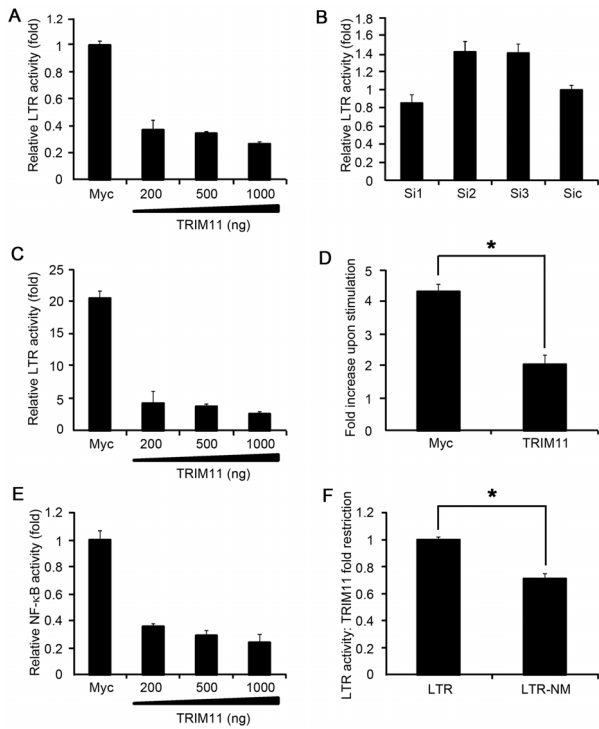 A
Relative LTR activity (fold)
1.2
1
0.8
0.6
0.4
0.2
0
Myc 200 500 1000
TRIM11 (ng)
B
Relative LTR activity (fold)
1.8
1.6
1.4
1.2
1
0.8
0.6
0.4
0.2
0
Si1 Si2 Si3 Sic
C
Relative LTR activity (fold)
25
20
15
10
5
0
Myc 200 500 1000
TRIM11 (ng)
D
Fold increase upon stimulation
5
4
3
2
1
0
*
Myc TRIM11
E
Relative NF-κB activity (fold)
1.2
1
0.8
0.6
0.4
0.2
0
Myc 200 500 1000
TRIM11 (ng)
F
LTR activity: TRIM11 fold restriction
1.2
1
0.8
0.6
0.4
0.2
0
*
LTR LTR-NM